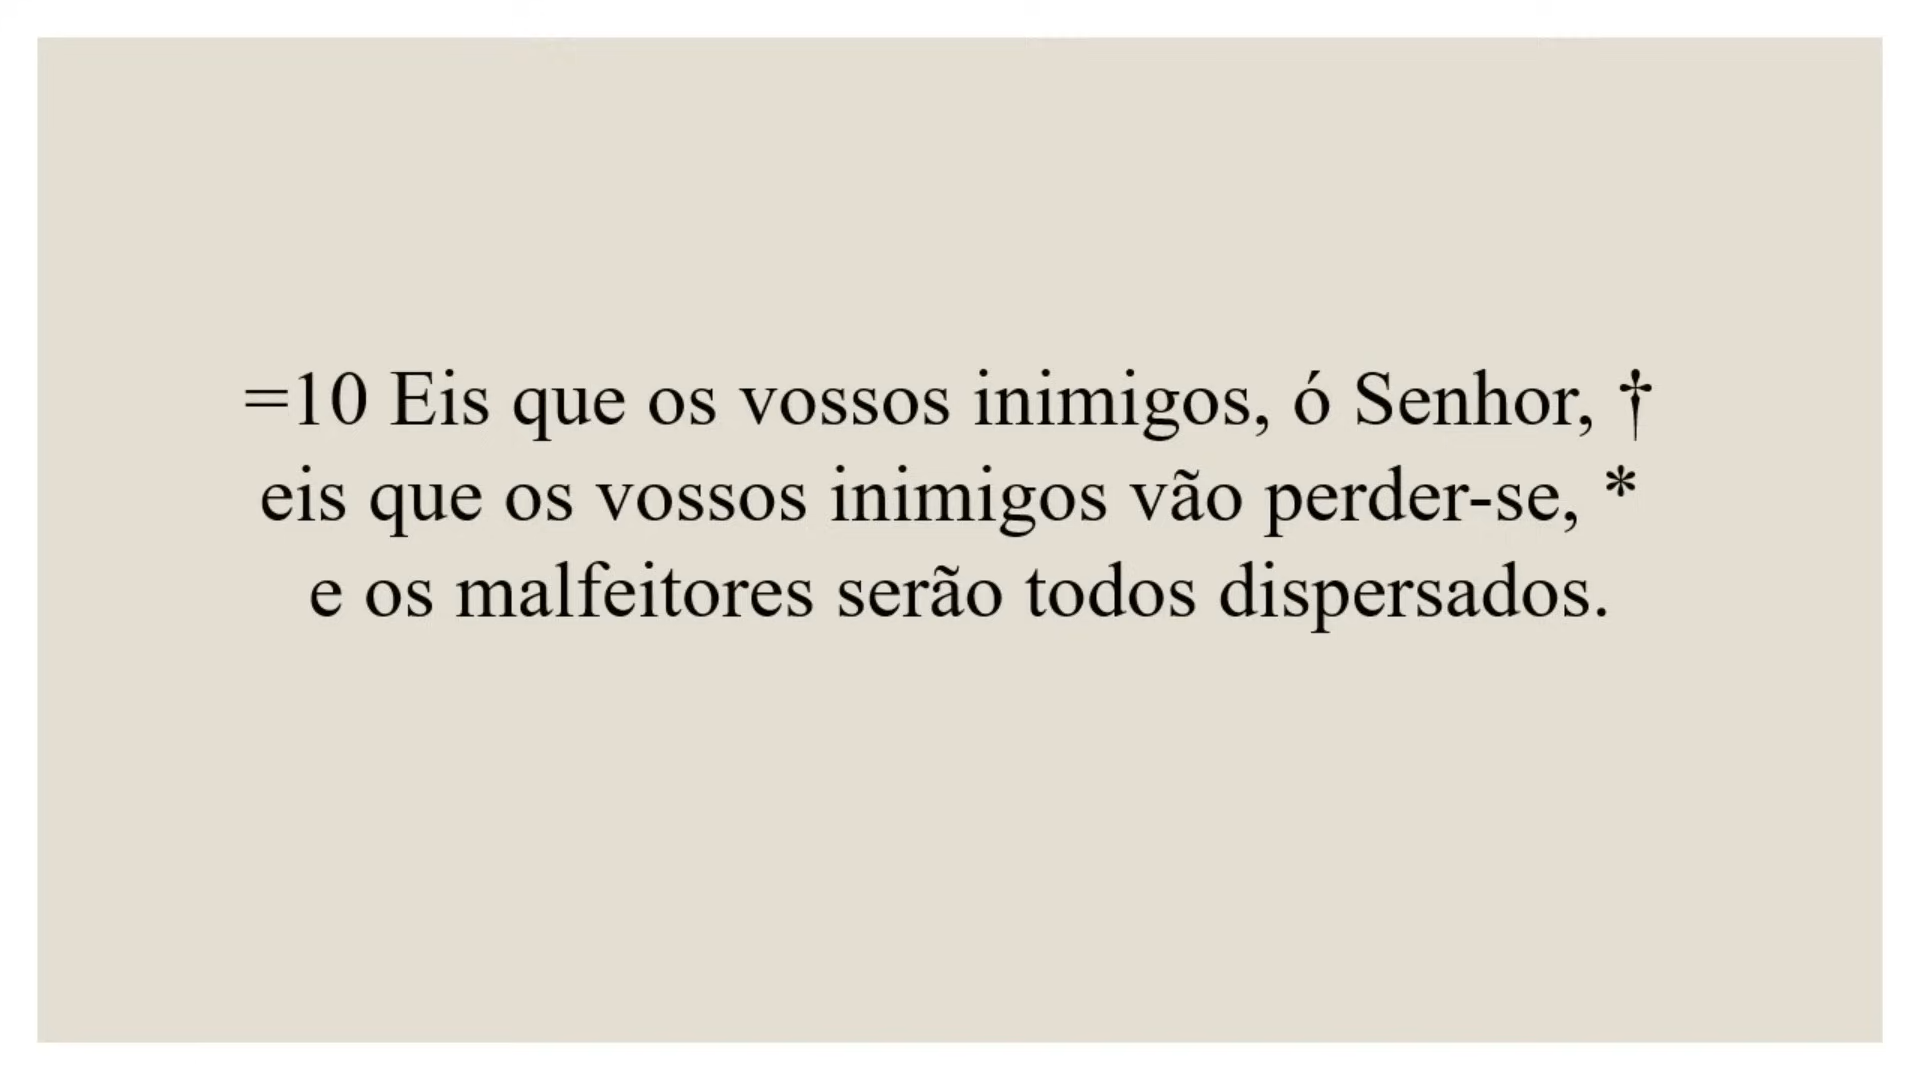 =10 Eis que os vossos inimigos, ó Senhor, †
eis que os vossos inimigos vão perder-se, *
e os malfeitores serão todos dispersados.